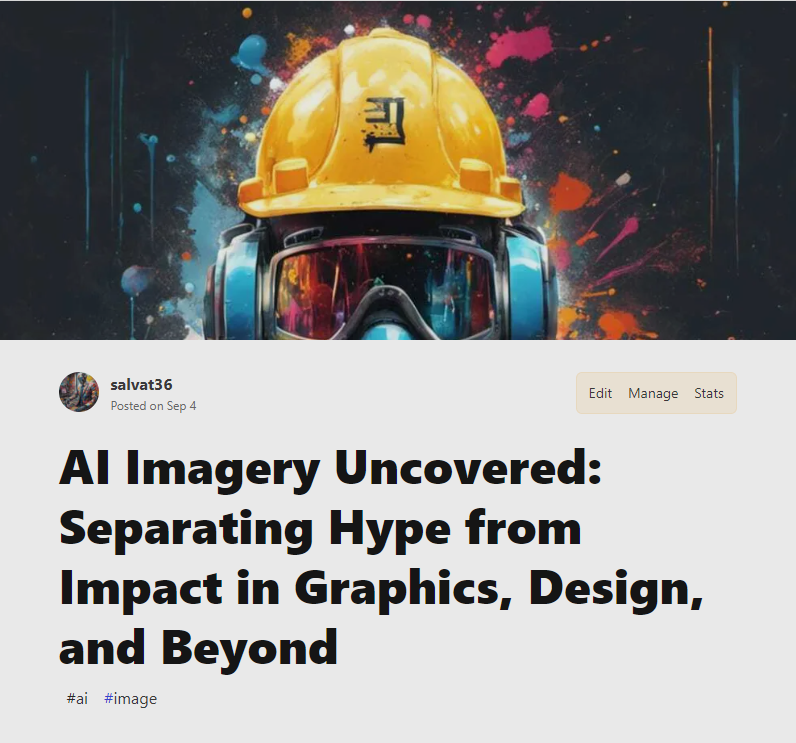 salvat36
Posted on Sep 4
Edit Manage Stats
AI Imagery Uncovered:
Separating Hype from
Impact in Graphics, Design,
and Beyond
#ai #image